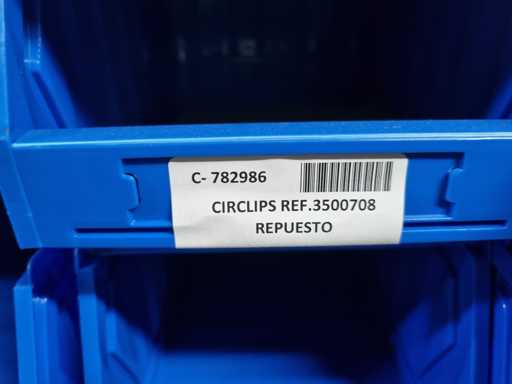 C- 782986
CIRCLIPS REF.3500708
REPUESTO